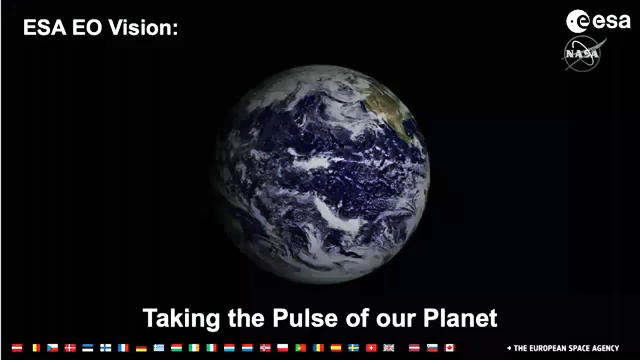 ESA EO Vision:
esa
NASA
Taking the Pulse of our Planet
→ THE EUROPEAN SPACE AGENCY